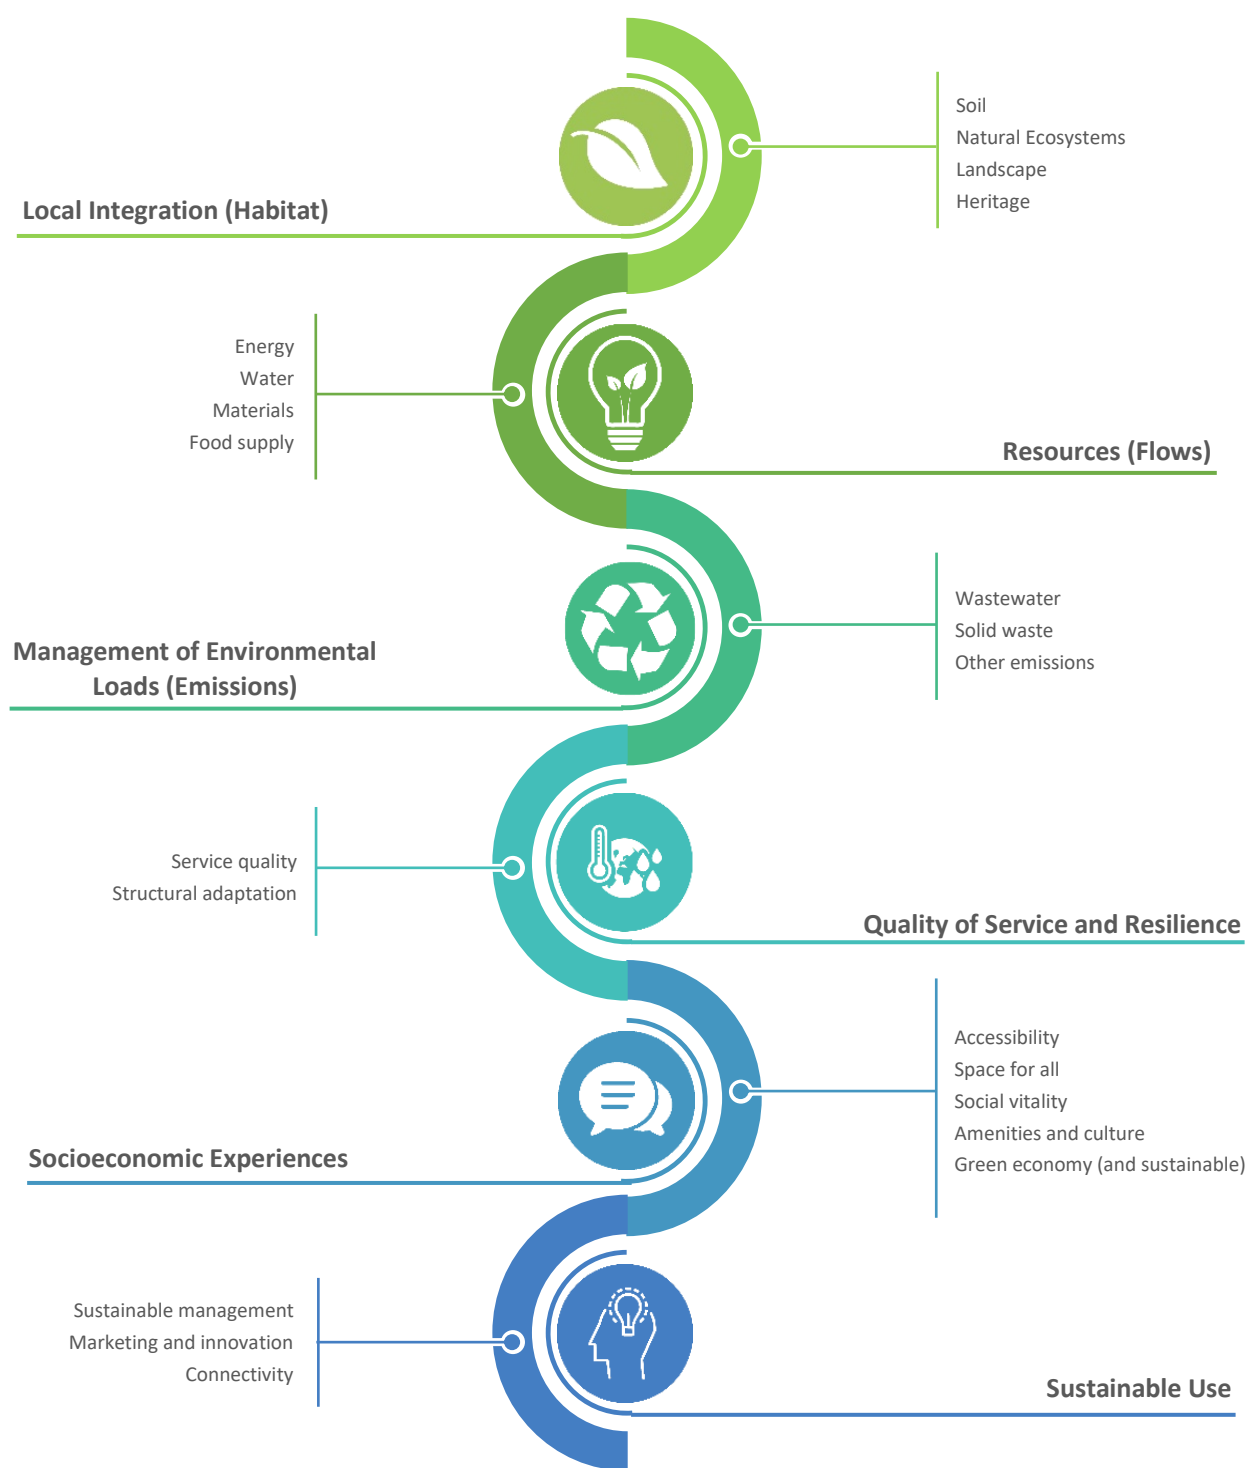 Soil
Natural Ecosystems
Landscape
Heritage
Local Integration (Habitat)
Energy
Water
Materials
Food supply
Resources (Flows)
Wastewater
Solid waste
Other emissions
Management of Environmental
Loads (Emissions)
Service quality
Structural adaptation
Quality of Service and Resilience
Accessibility
Space for all
Social vitality
Amenities and culture
Green economy (and sustainable)
Socioeconomic Experiences
Sustainable management
Marketing and innovation
Connectivity
Sustainable Use